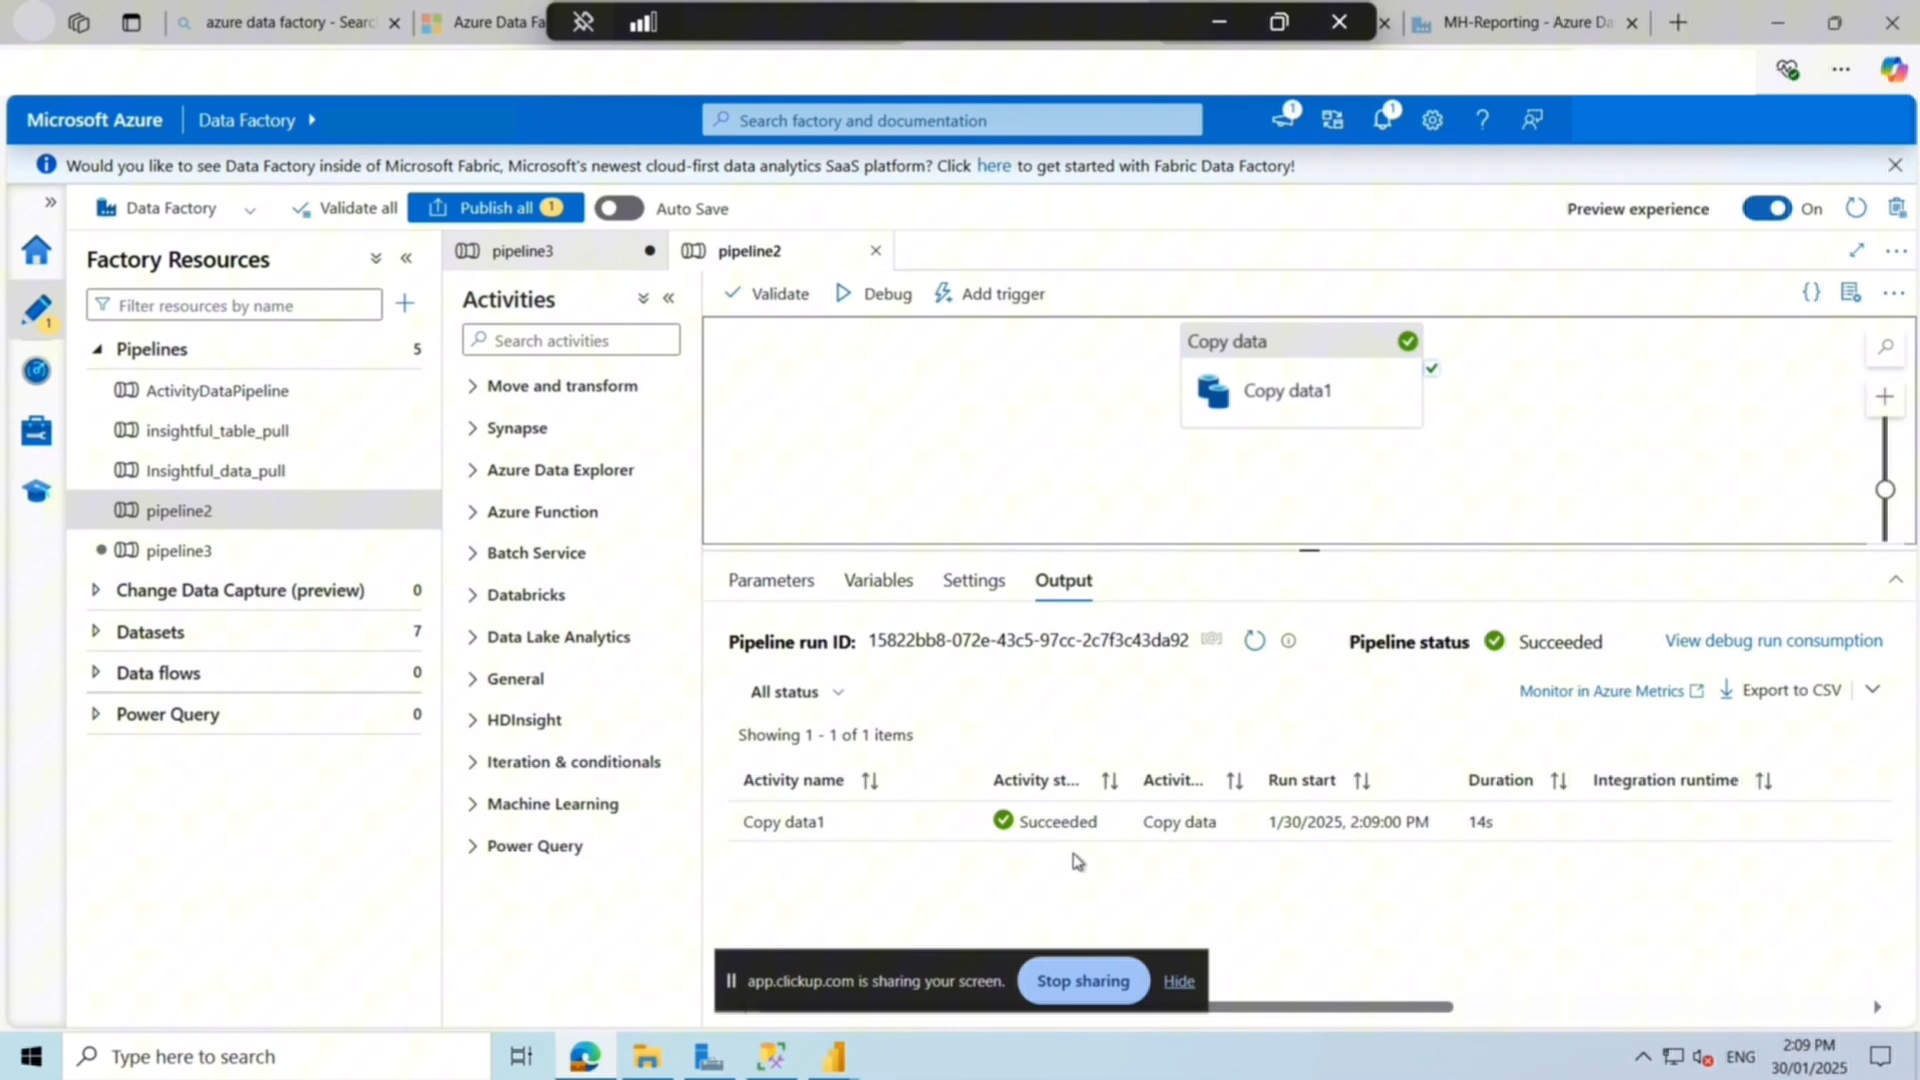 azure data factory - Searc
Azure Data Fa
MH-Reporting - Azure Da
Microsoft Azure
Data Factory
Search factory and documentation
1
1
Would you like to see Data Factory inside of Microsoft Fabric, Microsoft's newest cloud-first data analytics SaaS platform? Click here to get started with Fabric Data Factory!
Data Factory
Validate all
Publish all 1
Auto Save
Preview experience
On
Factory Resources
Filter resources by name
1
Pipelines 5
ActivityDataPipeline
insightful_table_pull
Insightful_data_pull
pipeline2
pipeline3
Change Data Capture (preview) 0
Datasets 7
Data flows 0
Power Query 0
pipeline3
pipeline2
Activities
Search activities
Move and transform
Synapse
Azure Data Explorer
Azure Function
Batch Service
Databricks
Data Lake Analytics
General
HDInsight
Iteration & conditionals
Machine Learning
Power Query
Validate
Debug
Add trigger
{}
Copy data
Copy data1
Parameters
Variables
Settings
Output
Pipeline run ID: 15822bb8-072e-43c5-97cc-2c7f3c43da92
Pipeline status Succeeded
View debug run consumption
All status
Monitor in Azure Metrics
Export to CSV
Showing 1 - 1 of 1 items
Activity name Activity st... Activit... Run start Duration Integration runtime
Copy data1 Succeeded Copy data 1/30/2025, 2:09:00 PM 14s
app.clickup.com is sharing your screen.
Stop sharing
Hide
Type here to search
ENG
2:09 PM
30/01/2025